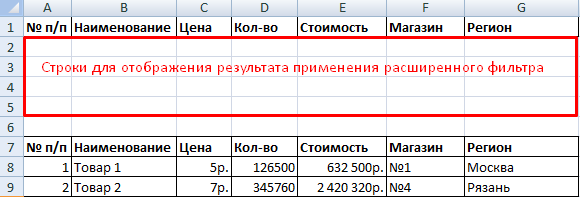 A B C D E F G
1 № п/п Наименование Цена Кол-во Стоимость Магазин Регион
2
3 Строки для отображения результата применения расширенного фильтра
4
5
6
7 № п/п Наименование Цена Кол-во Стоимость Магазин Регион
8 1 Товар 1 5р. 126500 632 500р. №1 Москва
9 2 Товар 2 7р. 345760 2 420 320р. №4 Рязань